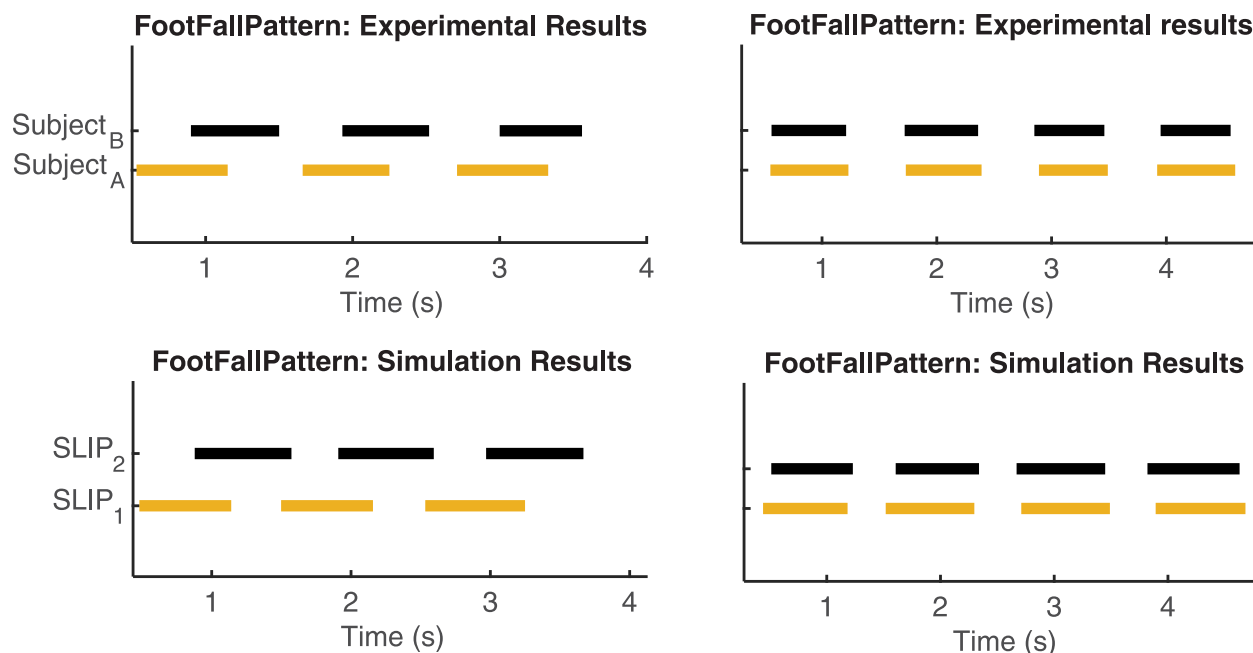 FootFallPattern: Experimental Results
Subject_B
Subject_A
1 2 3 4
Time (s)
FootFallPattern: Experimental results
1 2 3 4
Time (s)
FootFallPattern: Simulation Results
SLIP_2
SLIP_1
1 2 3 4
Time (s)
FootFallPattern: Simulation Results
1 2 3 4
Time (s)